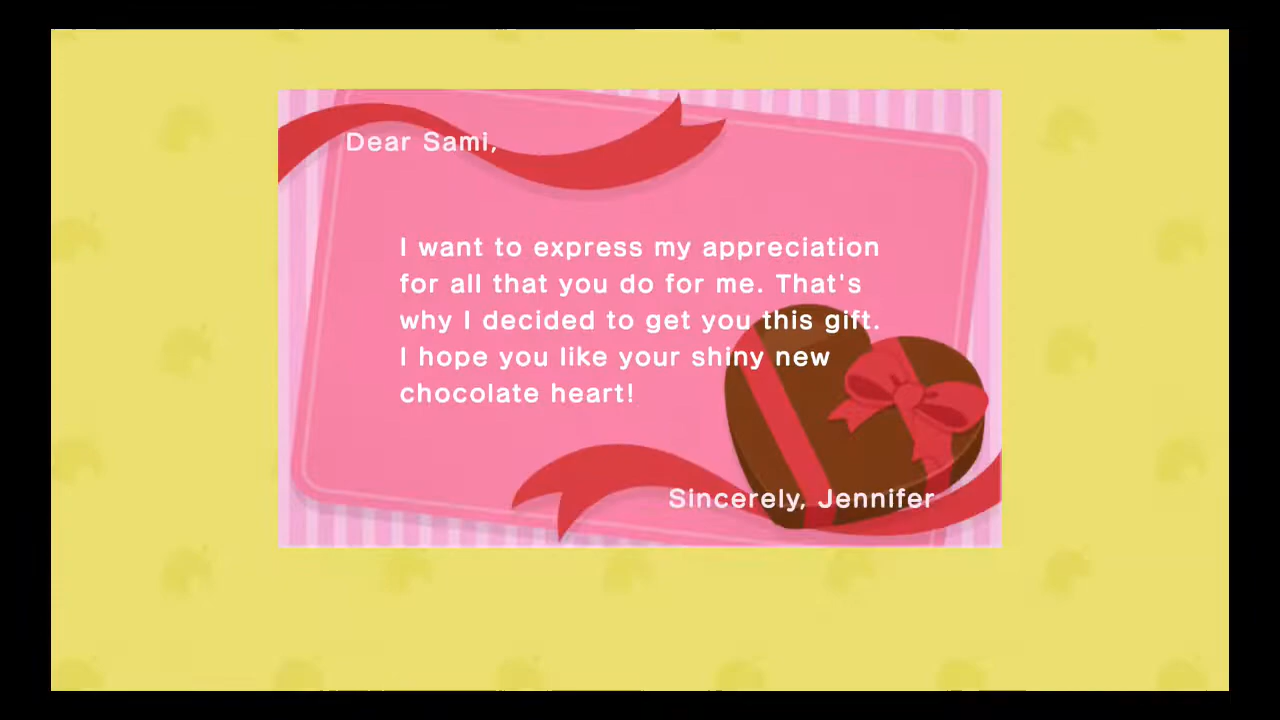 Dear Sami,
I want to express my appreciation
for all that you do for me. That's
why I decided to get you this gift.
I hope you like your shiny new
chocolate heart!
Sincerely, Jennifer